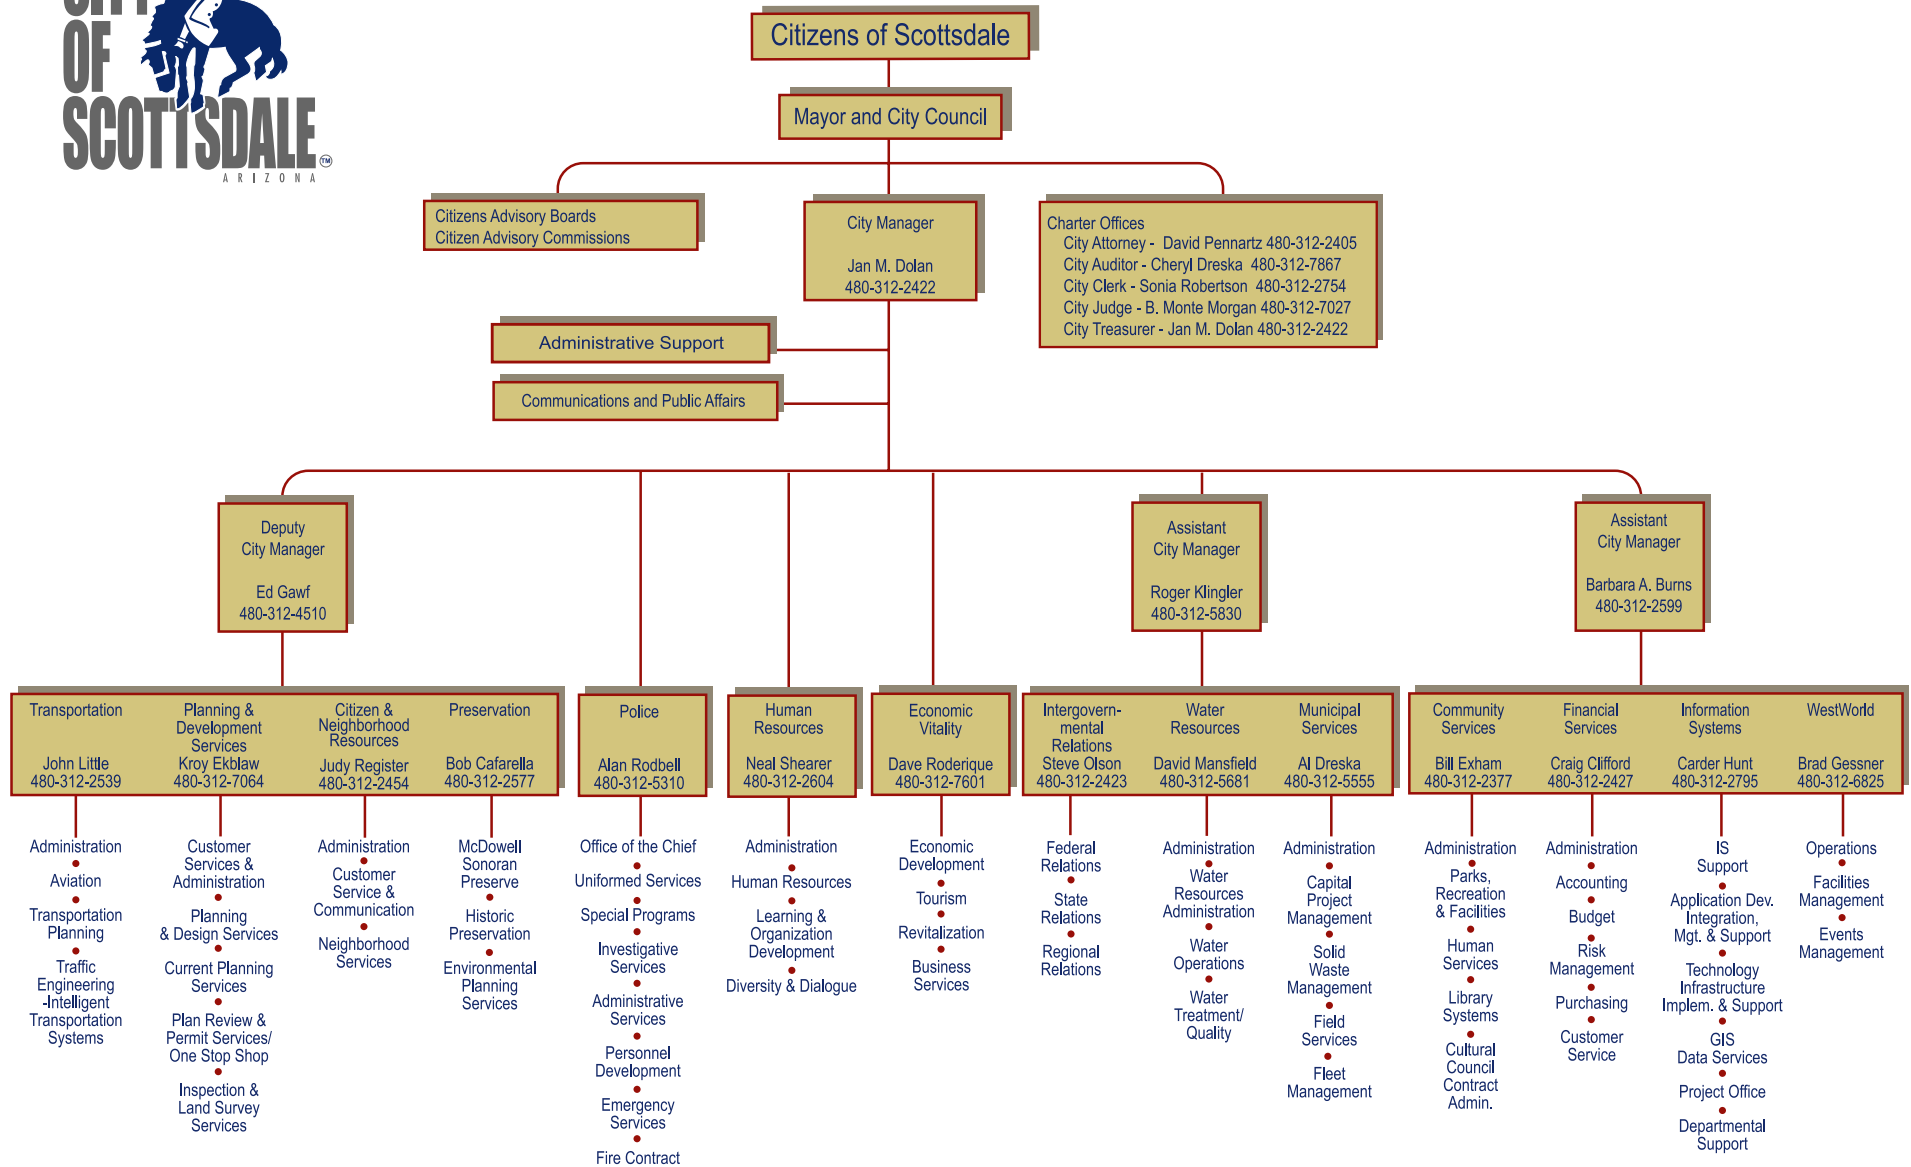 CITY
OF
SCOTTSDALE
TM
ARIZONA
Citizens of Scottsdale
Mayor and City Council
Citizens Advisory Boards
Citizen Advisory Commissions
City Manager
Jan M. Dolan
480-312-2422
Charter Offices
City Attorney - David Pennartz 480-312-2405
City Auditor - Cheryl Dreska 480-312-7867
City Clerk - Sonia Robertson 480-312-2754
City Judge - B. Monte Morgan 480-312-7027
City Treasurer - Jan M. Dolan 480-312-2422
Administrative Support
Communications and Public Affairs
Deputy
City Manager
Ed Gawf
480-312-4510
Assistant
City Manager
Roger Klingler
480-312-5830
Assistant
City Manager
Barbara A. Burns
480-312-2599
Transportation
John Little
480-312-2539
Administration
Aviation
Transportation
Planning
Traffic
Engineering
-Intelligent
Transportation
Systems
Planning &
Development
Services
Kroy Ekblaw
480-312-7064
Customer
Services &
Administration
Planning
& Design Services
Current Planning
Services
Plan Review &
Permit Services/
One Stop Shop
Inspection &
Land Survey
Services
Citizen &
Neighborhood
Resources
Judy Register
480-312-2454
Administration
Customer
Service &
Communication
Neighborhood
Services
Preservation
Bob Cafarella
480-312-2577
McDowell
Sonoran
Preserve
Historic
Preservation
Environmental
Planning
Services
Police
Alan Rodbell
480-312-5310
Office of the Chief
Uniformed Services
Special Programs
Investigative
Services
Administrative
Services
Personnel
Development
Emergency
Services
Fire Contract
Human
Resources
Neal Shearer
480-312-2604
Administration
Human Resources
Learning &
Organization
Development
Diversity & Dialogue
Economic
Vitality
Dave Roderique
480-312-7601
Economic
Development
Tourism
Revitalization
Business
Services
Intergovern-
mental
Relations
Steve Olson
480-312-2423
Federal
Relations
State
Relations
Regional
Relations
Water
Resources
David Mansfield
480-312-5681
Administration
Water
Resources
Administration
Water
Operations
Water
Treatment/
Quality
Municipal
Services
Al Dreska
480-312-5555
Administration
Capital
Project
Management
Solid
Waste
Management
Field
Services
Fleet
Management
Community
Services
Bill Exham
480-312-2377
Administration
Parks,
Recreation
& Facilities
Human
Services
Library
Systems
Cultural
Council
Contract
Admin.
Financial
Services
Craig Clifford
480-312-2427
Administration
Accounting
Budget
Risk
Management
Purchasing
Customer
Service
Information
Systems
Carder Hunt
480-312-2795
IS
Support
Application Dev.
Integration,
Mgt. & Support
Technology
Infrastructure
Implem. & Support
GIS
Data Services
Project Office
Departmental
Support
WestWorld
Brad Gessner
480-312-6825
Operations
Facilities
Management
Events
Management